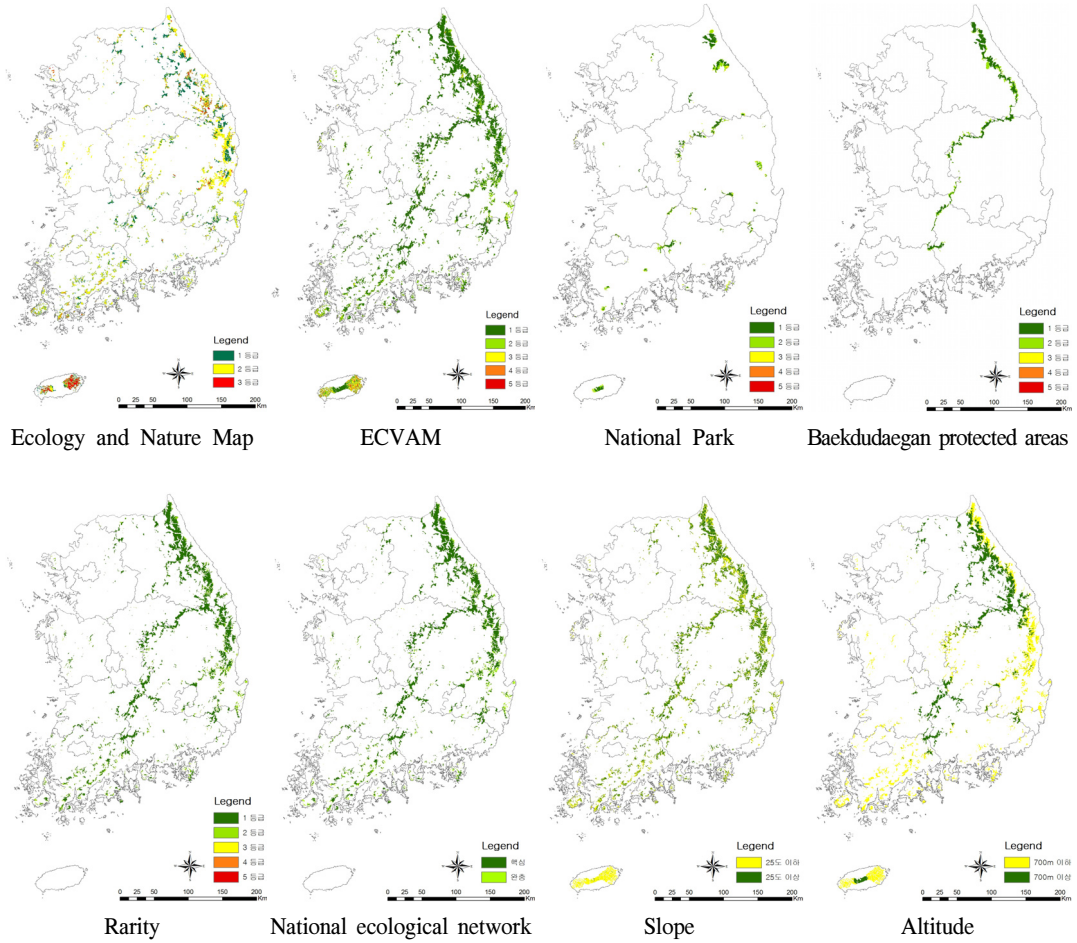 Legend
1 등급
2 등급
3 등급
0 25 50 100 150 200
Km
Ecology and Nature Map
Legend
1 등급
2 등급
3 등급
4 등급
5 등급
0 25 50 100 150 200
Km
ECVAM
Legend
1 등급
2 등급
3 등급
4 등급
5 등급
0 25 50 100 150 200
Km
National Park
Legend
1 등급
2 등급
3 등급
4 등급
5 등급
0 25 50 100 150 200
Km
Baekdudaegan protected areas
Legend
1 등급
2 등급
3 등급
4 등급
5 등급
0 25 50 100 150 200
Km
Rarity
Legend
핵심
완충
0 25 50 100 150 200
Km
National ecological network
Legend
25도 이하
25도 이상
0 25 50 100 150 200
Km
Slope
Legend
700m 이하
700m 이상
0 25 50 100 150 200
Km
Altitude